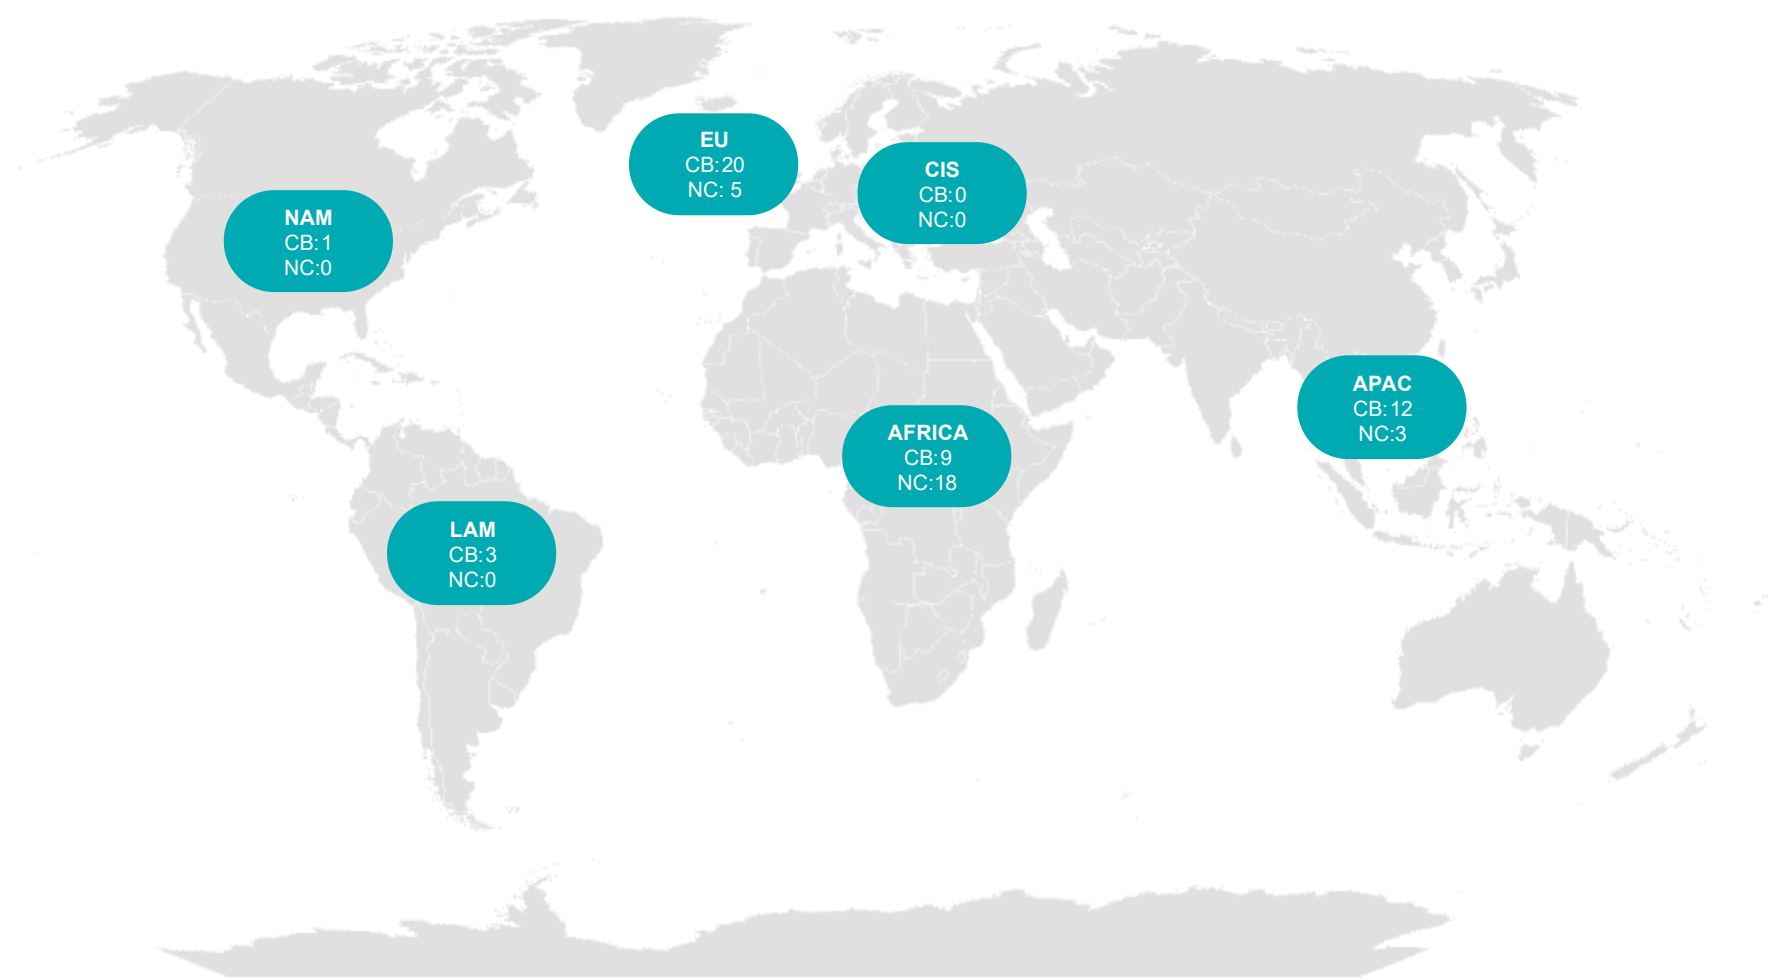 EU
CB:20
NC: 5
CIS
CB:0
NC:0
NAM
CB:1
NC:0
APAC
CB:12
NC:3
AFRICA
CB:9
NC:18
LAM
CB:3
NC:0